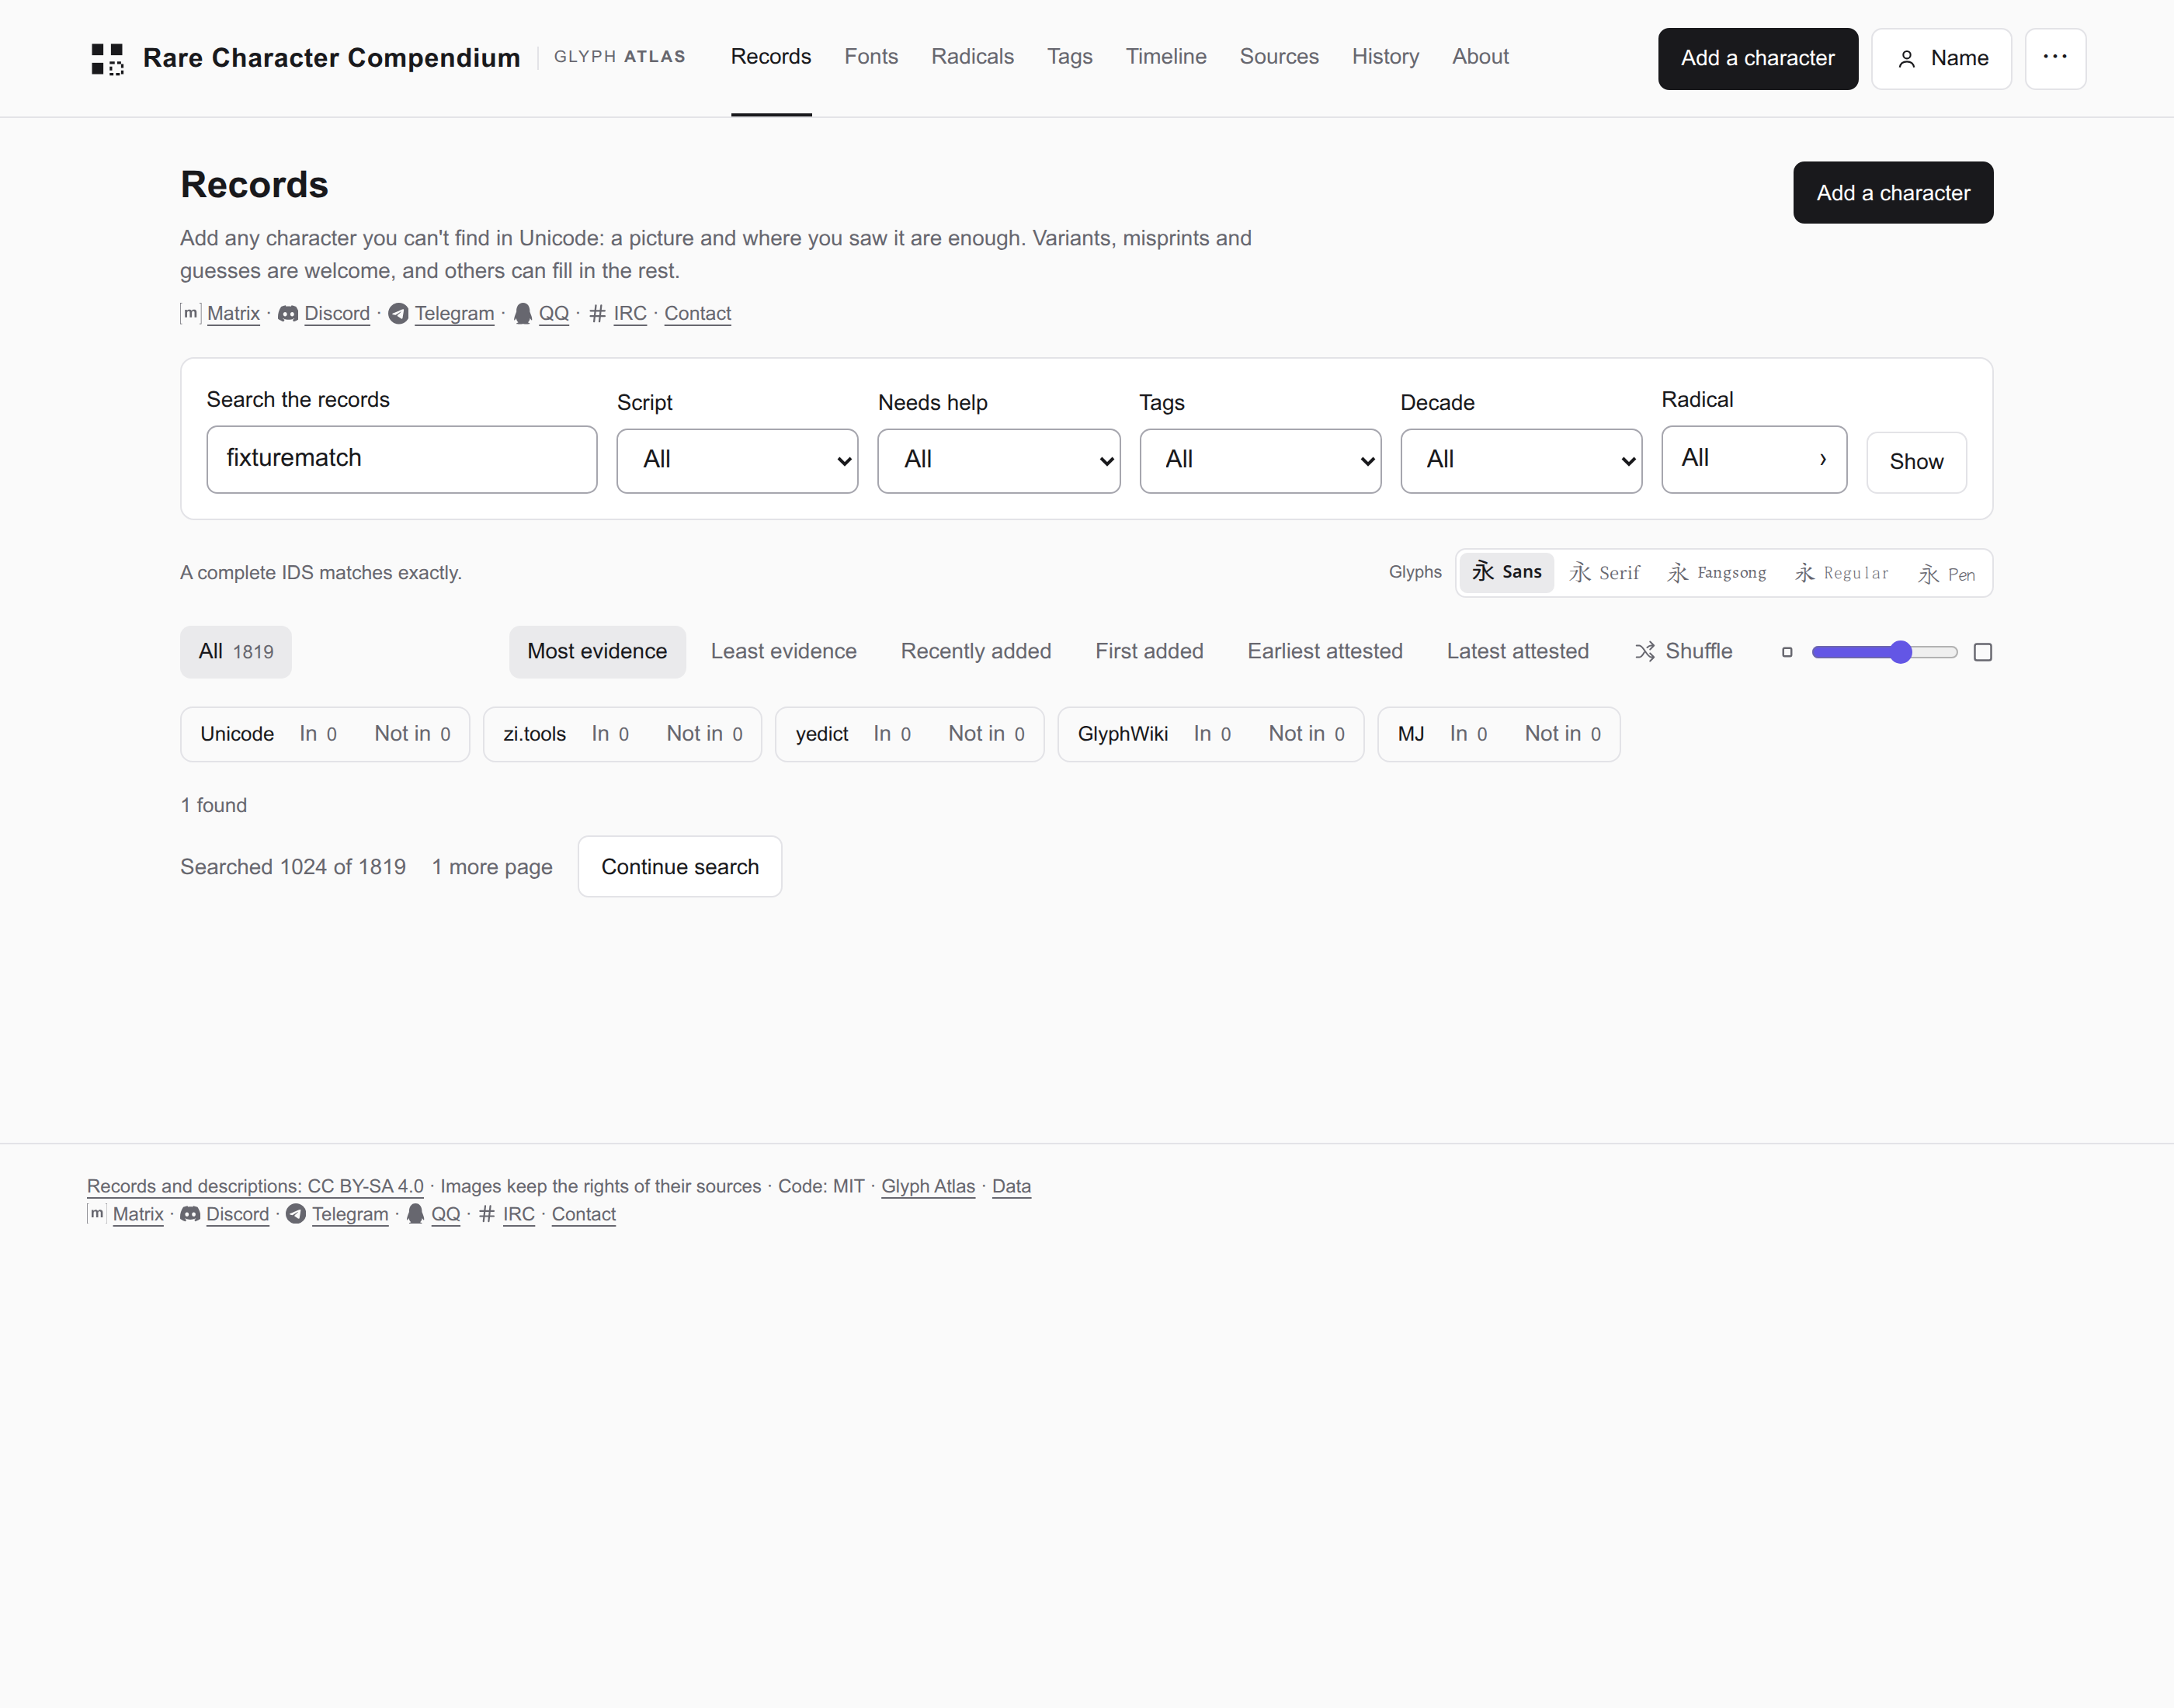 Rare Character Compendium GLYPH ATLAS Records Fonts Radicals Tags Timeline Sources History About Add a character Name ...
Records Add a character
Add any character you can't find in Unicode: a picture and where you saw it are enough. Variants, misprints and
guesses are welcome, and others can fill in the rest.
[m] Matrix · Discord · Telegram · QQ · # IRC · Contact
Search the records Script Needs help Tags Decade Radical
fixturematch All All All All All › Show
A complete IDS matches exactly. Glyphs 永 Sans 永 Serif 永 Fangsong 永 Regular 永 Pen
All 1819 Most evidence Least evidence Recently added First added Earliest attested Latest attested Shuffle
Unicode In 0 Not in 0 zi.tools In 0 Not in 0 yedict In 0 Not in 0 GlyphWiki In 0 Not in 0 MJ In 0 Not in 0
1 found
Searched 1024 of 1819 1 more page Continue search
Records and descriptions: CC BY-SA 4.0 · Images keep the rights of their sources · Code: MIT · Glyph Atlas · Data
[m] Matrix · Discord · Telegram · QQ · # IRC · Contact